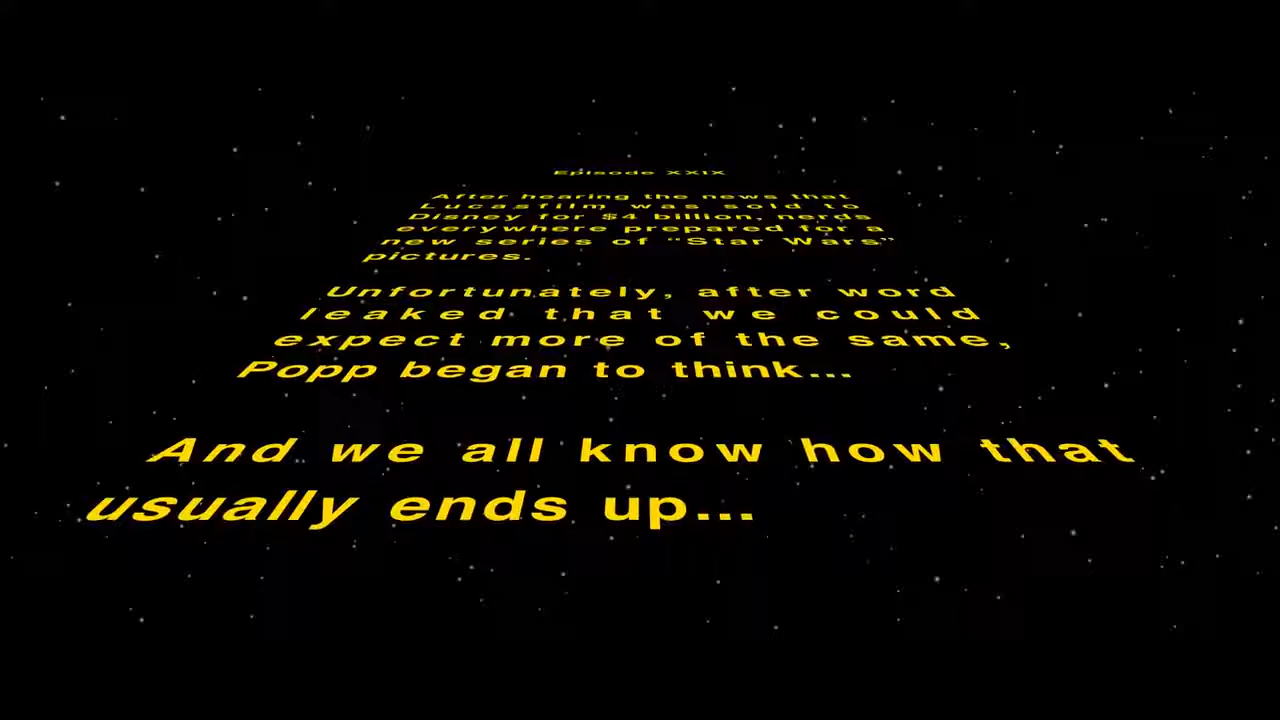 Episode XXIX
After hearing the news that
Lucasfilm was sold to
Disney for $4 billion, nerds
everywhere prepared for a
new series of “Star Wars”
pictures.
Unfortunately, after word
leaked that we could
expect more of the same,
Popp began to think...
And we all know how that
usually ends up...